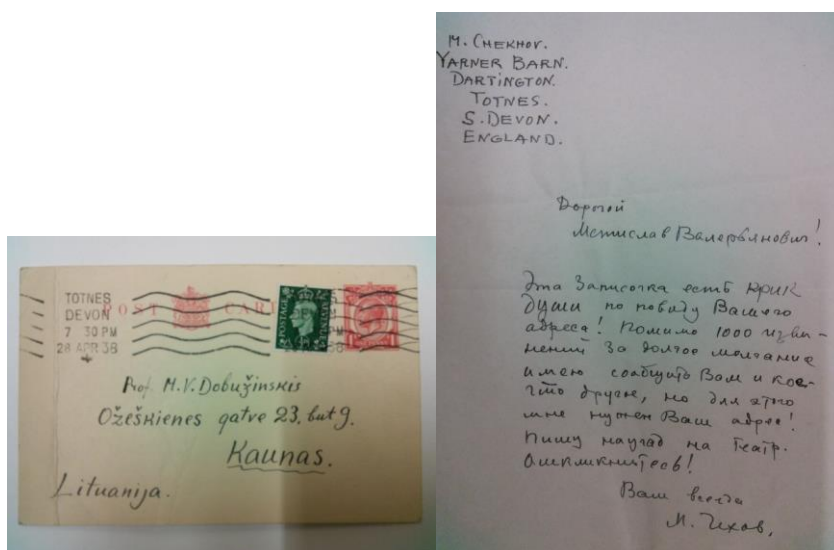 TOTNES
DEVON
7 30 PM
28 APR 38
POST CARD
POSTAGE
Prof M.V. Dobužinskis
Ožeškienes gatve 23, but 9.
Kaunas.
Lituanija.
M. CHEKHOV.
YARNER BARN.
DARTINGTON.
TOTNES.
S. DEVON.
ENGLAND.
Дорогой
Мстислав Валерьянович!
Эта записочка есть крик
души по поводу Вашего
адреса! Помимо 1000 изви-
нений за долгое молчание
имею сообщить Вам и кое-
что другое, но для этого
мне нужен Ваш адрес!
Пишу наугад на Театр.
Откликнитесь!
Ваш всегда
М. Чехов.